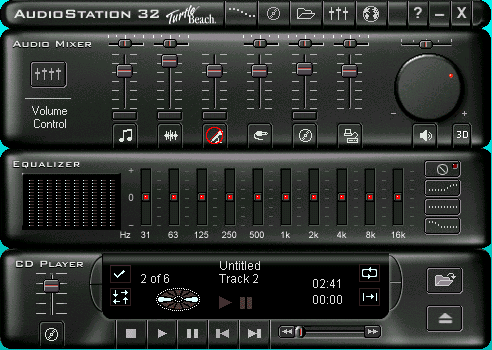 AUDIOSTATION 32 Turtle Beach. ? – X
AUDIO MIXER
Volume
Control
- +
3D
EQUALIZER
+
0
-
Hz 31 63 125 250 500 1k 2k 4k 8k 16k
CD PLAYER
Untitled
2 of 6 Track 2
02:41
00:00